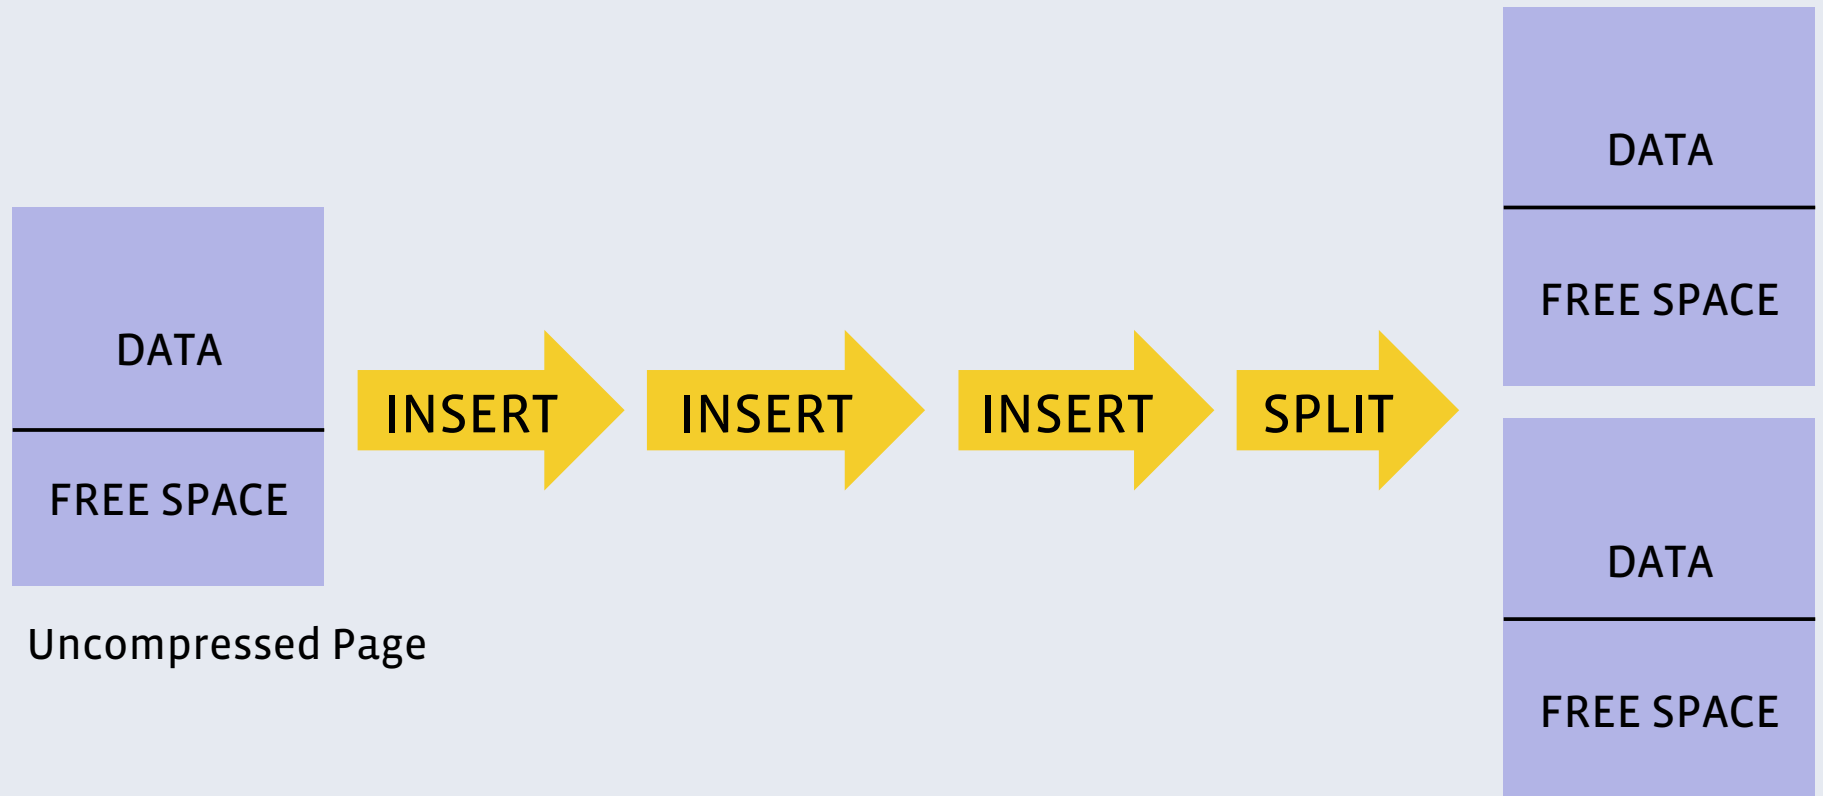 DATA
FREE SPACE
Uncompressed Page
INSERT
INSERT
INSERT
SPLIT
DATA
FREE SPACE
DATA
FREE SPACE